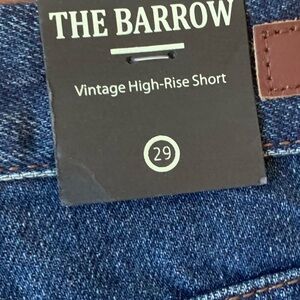 THE BARROW
Vintage High-Rise Short
29